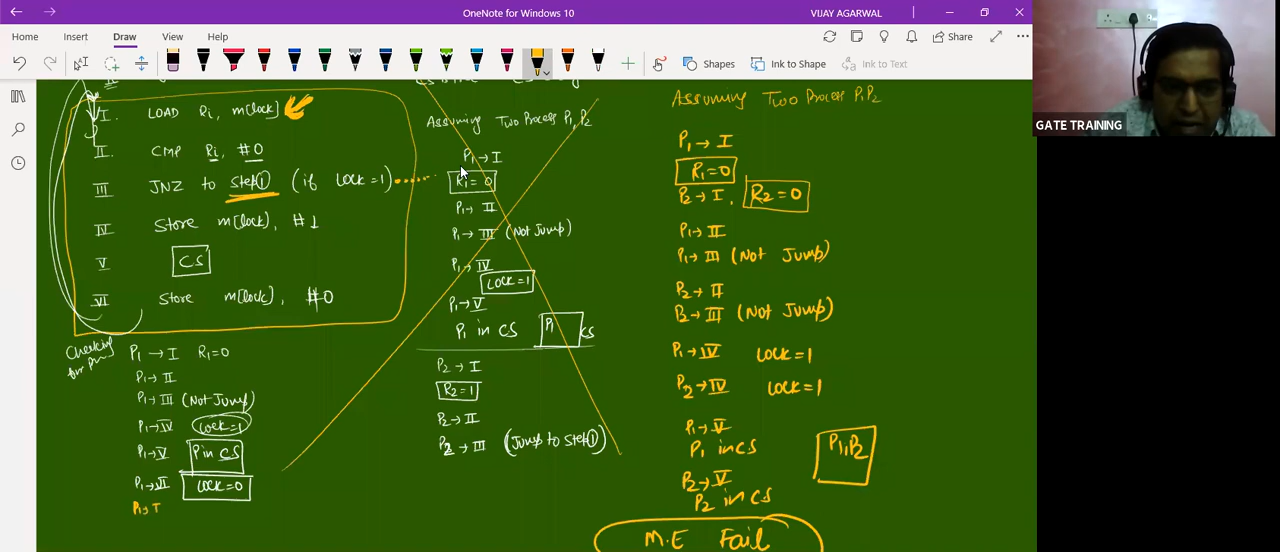 OneNote for Windows 10
VIJAY AGARWAL
Home
Insert
Draw
View
Help
Share
Shapes
Ink to Shape
Ink to Text
GATE TRAINING
I. LOAD Ri, m[lock]
II. CMP Ri, #0
III JNZ to step① (if LOCK=1)
IV Store m[lock], #1
V CS
VI Store m[lock], #0
Checking
for
P1 → I R1=0
P1→ II
P1→ III (Not Jump)
P1→ IV Lock=1
P1→ V P in CS
P1→ VI Lock=0
P1→ I
Assuming Two Process P1, P2
P1→ I
R1=0
P1→ II
P1→ III (Not Jump)
P1→ IV
Lock=1
P1→ V
P1 in CS
P1 CS
P2→ I
R2=1
P2→ II
P2→ III (Jump to Step①)
Assuming Two Process P1P2
P1→ I
R1=0
P2→ I, R2=0
P1→ II
P1→ III (Not Jump)
P2→ II
P2→ III (Not Jump)
P1→ IV Lock=1
P2→ IV Lock=1
P1→ V
P1 in CS
P2→ V
P2 in CS
P1,P2
M.E Fail